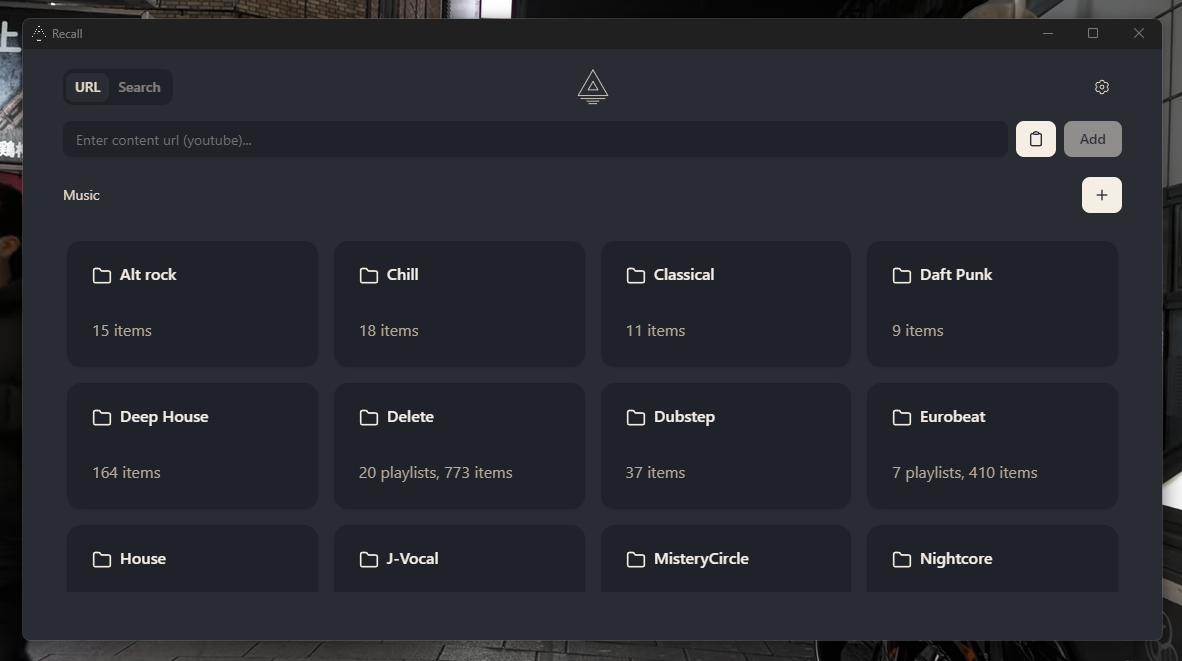 Recall
URL Search
Enter content url (youtube)...
Add
Music
Alt rock
Chill
Classical
Daft Punk
15 items
18 items
11 items
9 items
Deep House
Delete
Dubstep
Eurobeat
164 items
20 playlists, 773 items
37 items
7 playlists, 410 items
House
J-Vocal
MisteryCircle
Nightcore